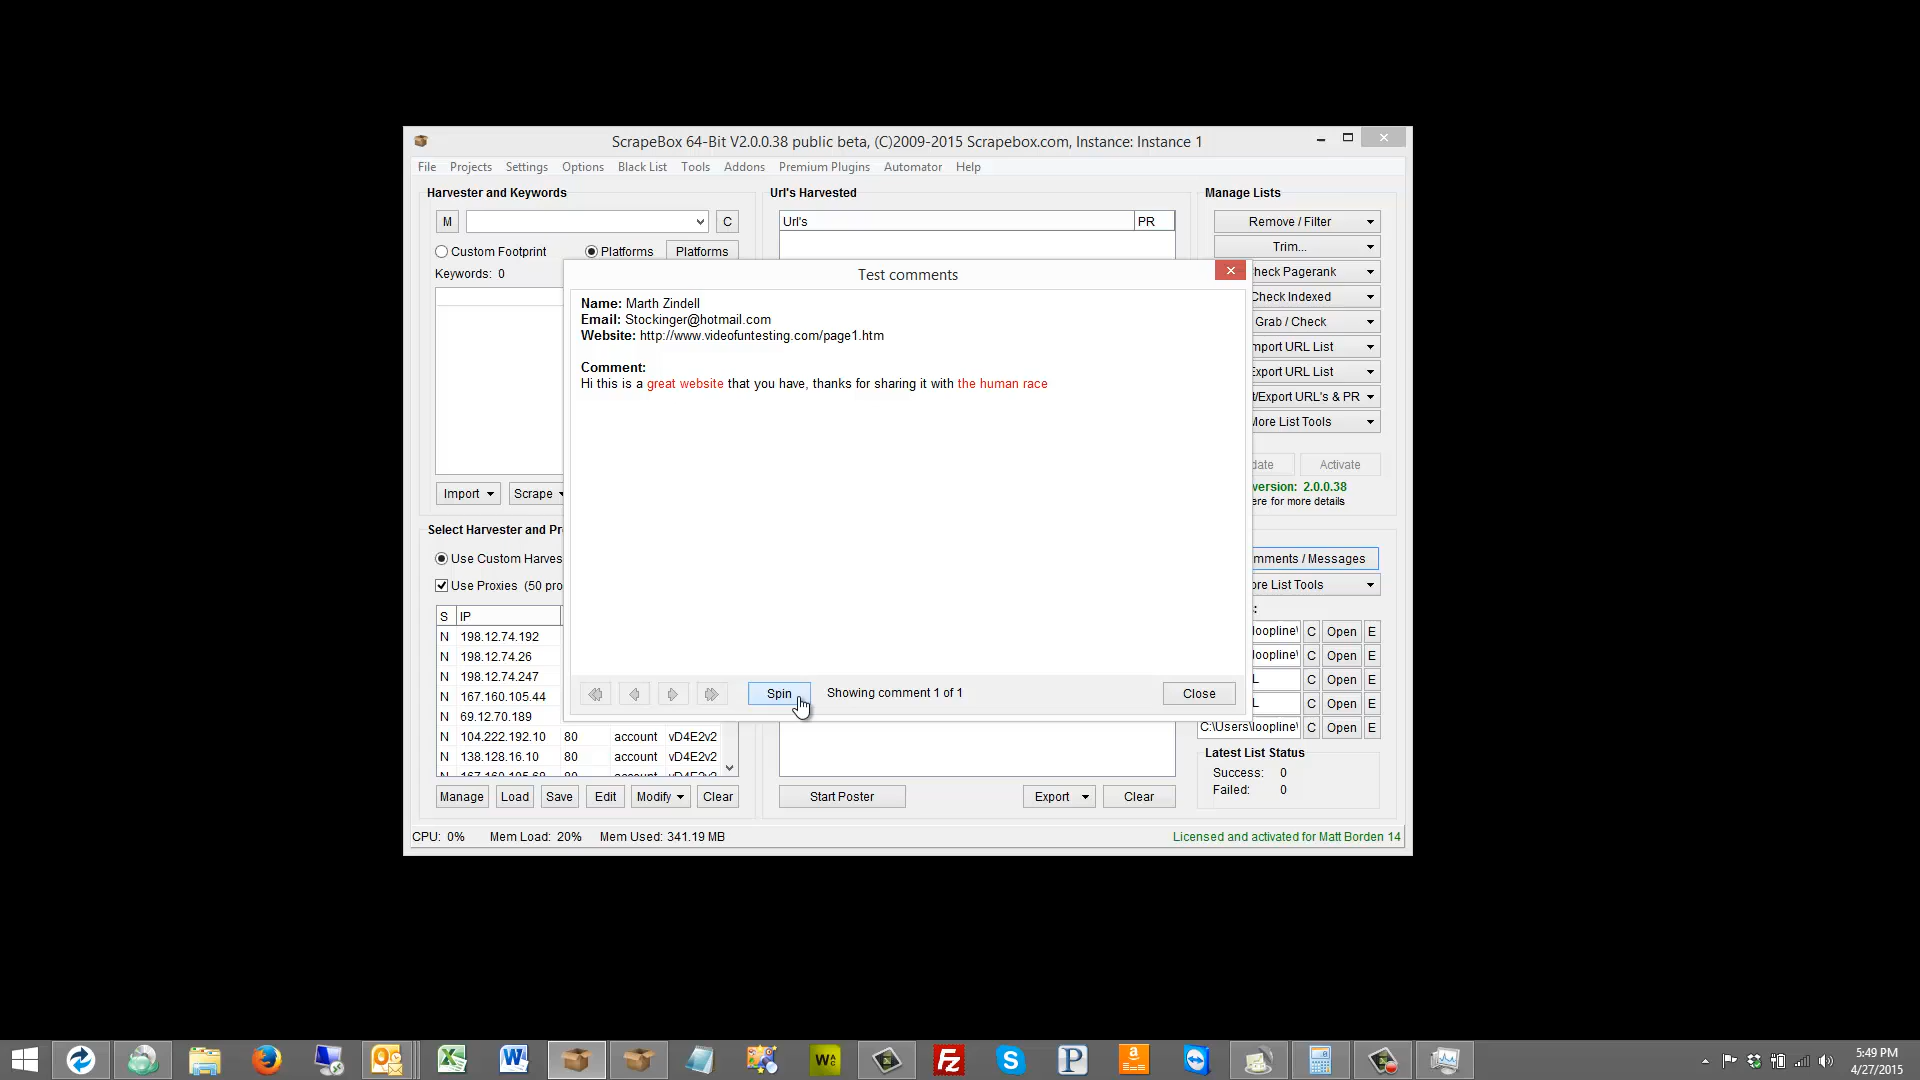 ScrapeBox 64-Bit V2.0.0.38 public beta, (C)2009-2015 Scrapebox.com, Instance: Instance 1
File Projects Settings Options Black List Tools Addons Premium Plugins Automator Help
Harvester and Keywords
M
C
Custom Footprint
Platforms
Platforms
Keywords: 0
Import
Scrape
Url's Harvested
Url's PR
Manage Lists
Remove / Filter
Trim...
heck Pagerank
Check Indexed
Grab / Check
mport URL List
Export URL List
t/Export URL's & PR
More List Tools
date
Activate
version: 2.0.0.38
ere for more details
Test comments
Name: Marth Zindell
Email: Stockinger@hotmail.com
Website: http://www.videofuntesting.com/page1.htm
Comment:
Hi this is a great website that you have, thanks for sharing it with the human race
Spin
Showing comment 1 of 1
Close
Select Harvester and Pr
Use Custom Harves
Use Proxies (50 pro
S IP
N 198.12.74.192
N 198.12.74.26
N 198.12.74.247
N 167.160.105.44
N 69.12.70.189
N 104.222.192.10 80 account vD4E2v2
N 138.128.16.10 80 account vD4E2v2
Manage
Load
Save
Edit
Modify
Clear
Start Poster
Export
Clear
mments / Messages
ore List Tools
loopline\ C Open E
loopline\ C Open E
L C Open E
L C Open E
C:\Users\loopline\ C Open E
Latest List Status
Success: 0
Failed: 0
CPU: 0% Mem Load: 20% Mem Used: 341.19 MB
Licensed and activated for Matt Borden 14
5:49 PM
4/27/2015